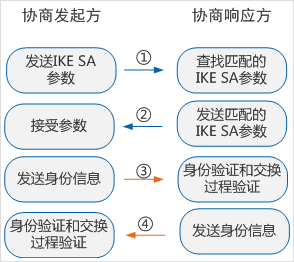 协商发起方
协商响应方
发送IKE SA
参数
①
查找匹配的
IKE SA参数
接受参数
②
发送匹配的
IKE SA参数
发送身份信息
③
身份验证和交换
过程验证
身份验证和交换
过程验证
④
发送身份信息